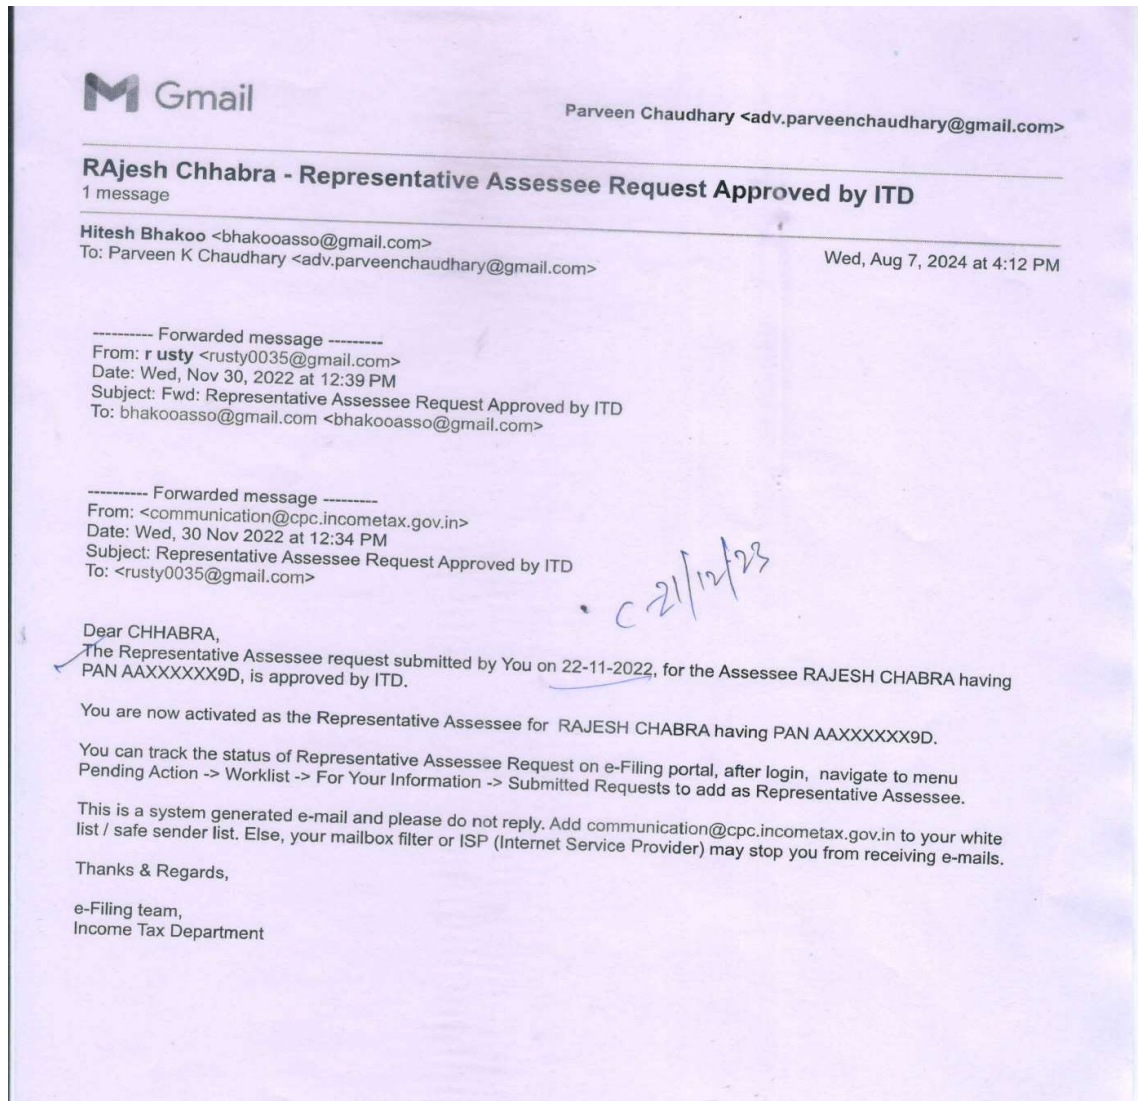 Gmail
Parveen Chaudhary <adv.parveenchaudhary@gmail.com>
RAjesh Chhabra - Representative Assessee Request Approved by ITD
1 message
Hitesh Bhakoo <bhakooasso@gmail.com>
To: Parveen K Chaudhary <adv.parveenchaudhary@gmail.com>
Wed, Aug 7, 2024 at 4:12 PM
---------- Forwarded message ---------
From: r usty <rusty0035@gmail.com>
Date: Wed, Nov 30, 2022 at 12:39 PM
Subject: Fwd: Representative Assessee Request Approved by ITD
To: bhakooasso@gmail.com <bhakooasso@gmail.com>
---------- Forwarded message ---------
From: <communication@cpc.incometax.gov.in>
Date: Wed, 30 Nov 2022 at 12:34 PM
Subject: Representative Assessee Request Approved by ITD
To: <rusty0035@gmail.com>
C-21/12/23
Dear CHHABRA,
The Representative Assessee request submitted by You on 22-11-2022, for the Assessee RAJESH CHABRA having
PAN AAXXXXXX9D, is approved by ITD.
You are now activated as the Representative Assessee for RAJESH CHABRA having PAN AAXXXXXX9D.
You can track the status of Representative Assessee Request on e-Filing portal, after login, navigate to menu
Pending Action -> Worklist -> For Your Information -> Submitted Requests to add as Representative Assessee.
This is a system generated e-mail and please do not reply. Add communication@cpc.incometax.gov.in to your white
list / safe sender list. Else, your mailbox filter or ISP (Internet Service Provider) may stop you from receiving e-mails.
Thanks & Regards,
e-Filing team,
Income Tax Department